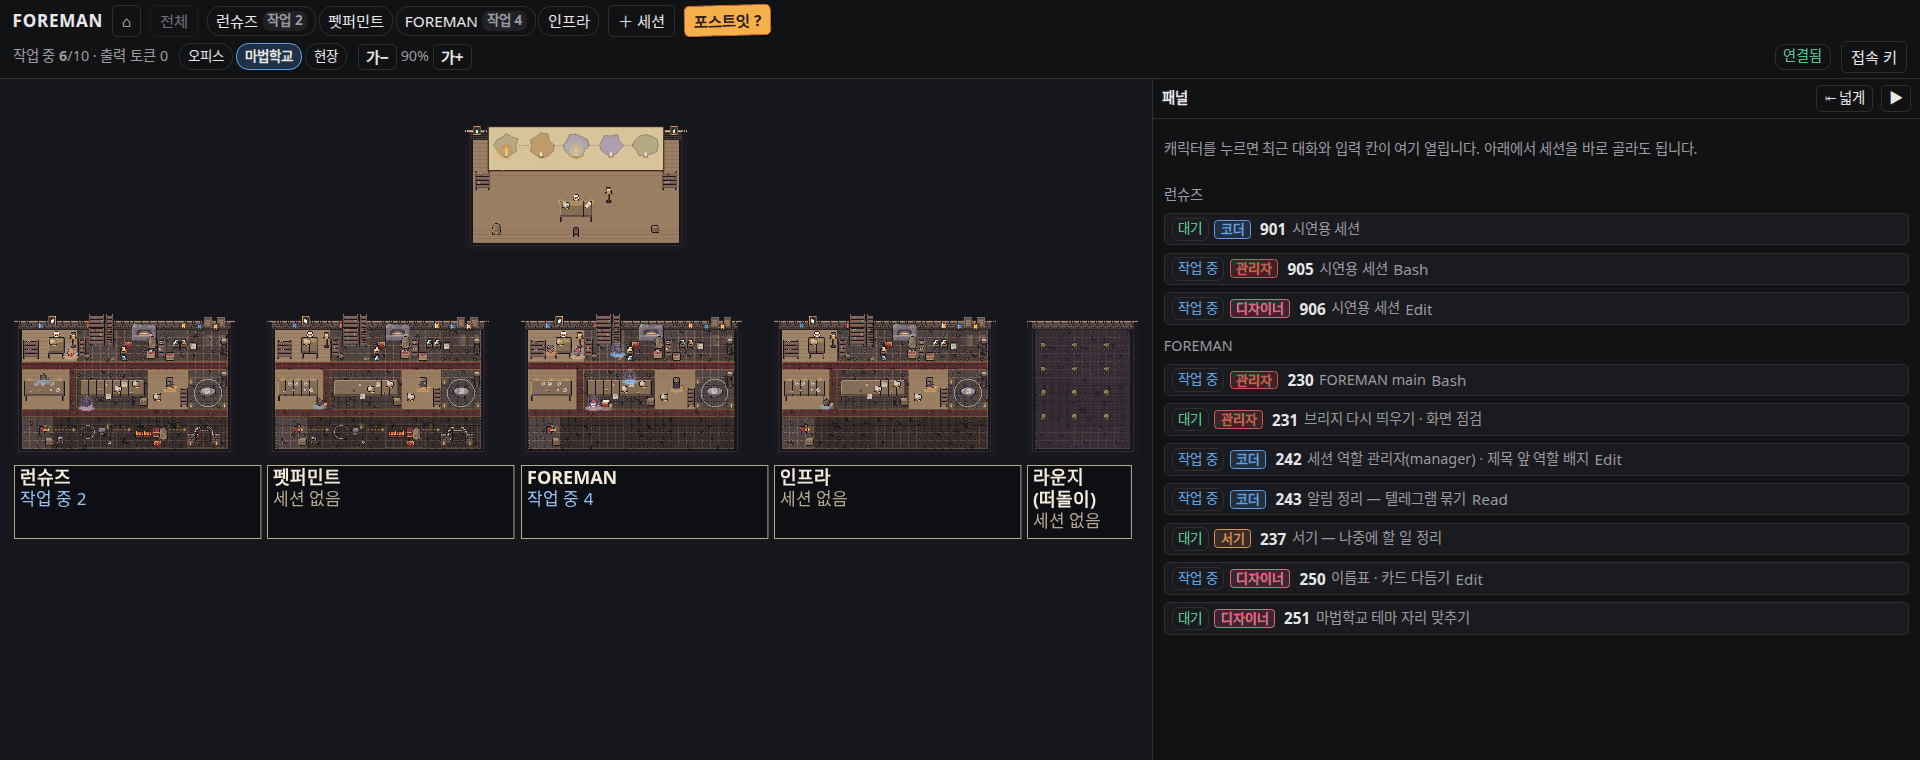 FOREMAN ⌂ 전체 런슈즈 작업 2 펫퍼민트 FOREMAN 작업 4 인프라 + 세션 포스트잇 ?
작업 중 6/10 · 출력 토큰 0 오피스 마법학교 현장 가− 90% 가+ 연결됨 접속 키
패널 ⇤ 넓게 ▶
캐릭터를 누르면 최근 대화와 입력 칸이 여기 열립니다. 아래에서 세션을 바로 골라도 됩니다.
런슈즈
대기 코더 901 시연용 세션
작업 중 관리자 905 시연용 세션 Bash
작업 중 디자이너 906 시연용 세션 Edit
FOREMAN
작업 중 관리자 230 FOREMAN main Bash
대기 관리자 231 브리지 다시 띄우기 · 화면 점검
작업 중 코더 242 세션 역할 관리자(manager) · 제목 앞 역할 배지 Edit
작업 중 코더 243 알림 정리 — 텔레그램 묶기 Read
대기 서기 237 서기 — 나중에 할 일 정리
작업 중 디자이너 250 이름표 · 카드 다듬기 Edit
대기 디자이너 251 마법학교 테마 자리 맞추기
런슈즈
작업 중 2
펫퍼민트
세션 없음
FOREMAN
작업 중 4
인프라
세션 없음
라운지
(떠돌이)
세션 없음